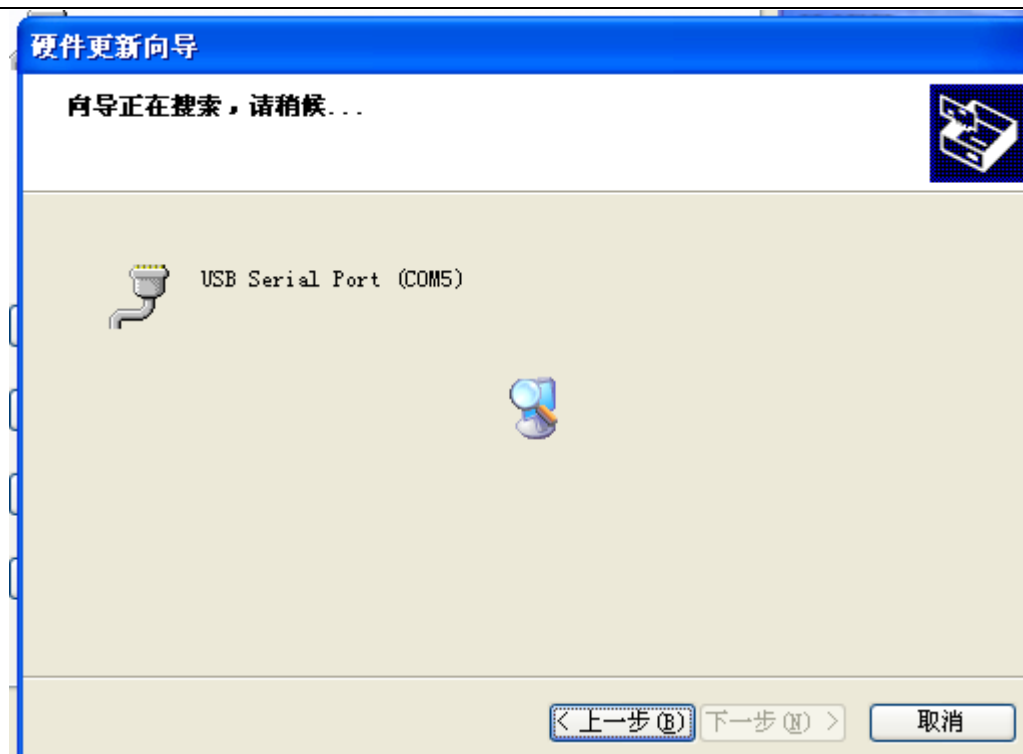 硬件更新向导
向导正在搜索，请稍候...
USB Serial Port (COM5)
< 上一步(B)
下一步(N) >
取消